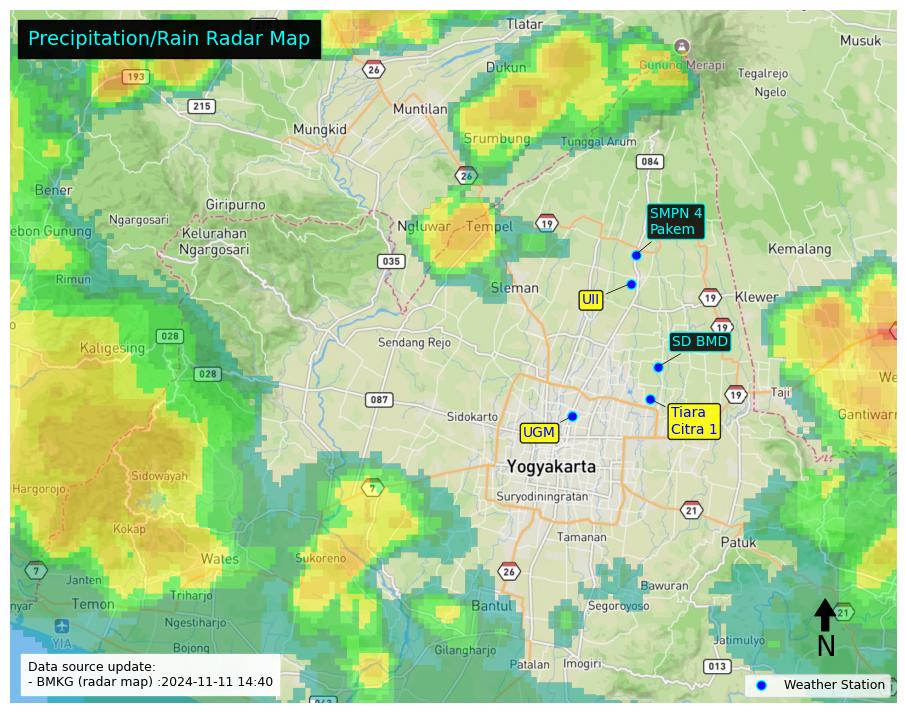 Precipitation/Rain Radar Map
Tlatar
Musuk
26
Dukun
Gunung Merapi
Tegalrejo
193
Ngelo
215
Muntilan
Mungkid
Srumbung
Tunggal Arum
084
26
Bener
Giripurno
Ngargosari
SMPN 4
Pakem
Ngluwar
Tempel
19
ebon Gunung
Kelurahan
Ngargosari
Kemalang
035
Rimun
Sleman
UII
19
Klewer
19
028
Sendang Rejo
SD BMD
Kaligesing
028
We
087
19
Taji
Sidokarto
Tiara
Citra 1
Gantiwarn
UGM
Yogyakarta
Sidowayah
Hargorojo
7
Suryodiningratan
21
Kokap
Tamanan
Patuk
Wates
Sukoreno
7
26
Janten
Bawuran
nyar
Temon
Triharjo
Bantul
Segoroyoso
21
Ngestiharjo
YIA
N
Jatimulyo
Bojong
Gilangharjo
Patalan
Imogiri
013
Data source update:
- BMKG (radar map) :2024-11-11 14:40
Weather Station